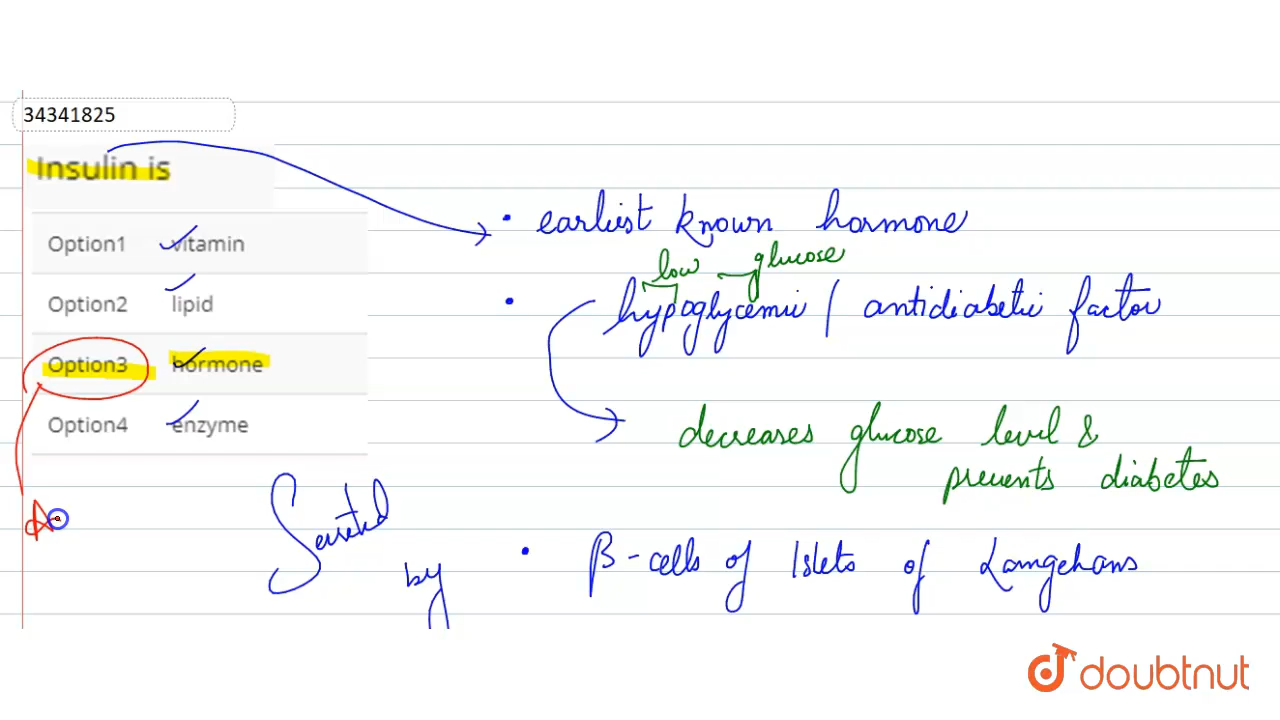 34341825
Insulin is
Option1 vitamin
Option2 lipid
Option3 hormone
Option4 enzyme
• earliest known hormone
low glucose
• hypoglycemic / antidiabetic factor
decreases glucose level &
prevents diabetes
Secreted
by
• β-cells of Islets of Langehans
A
doubtnut